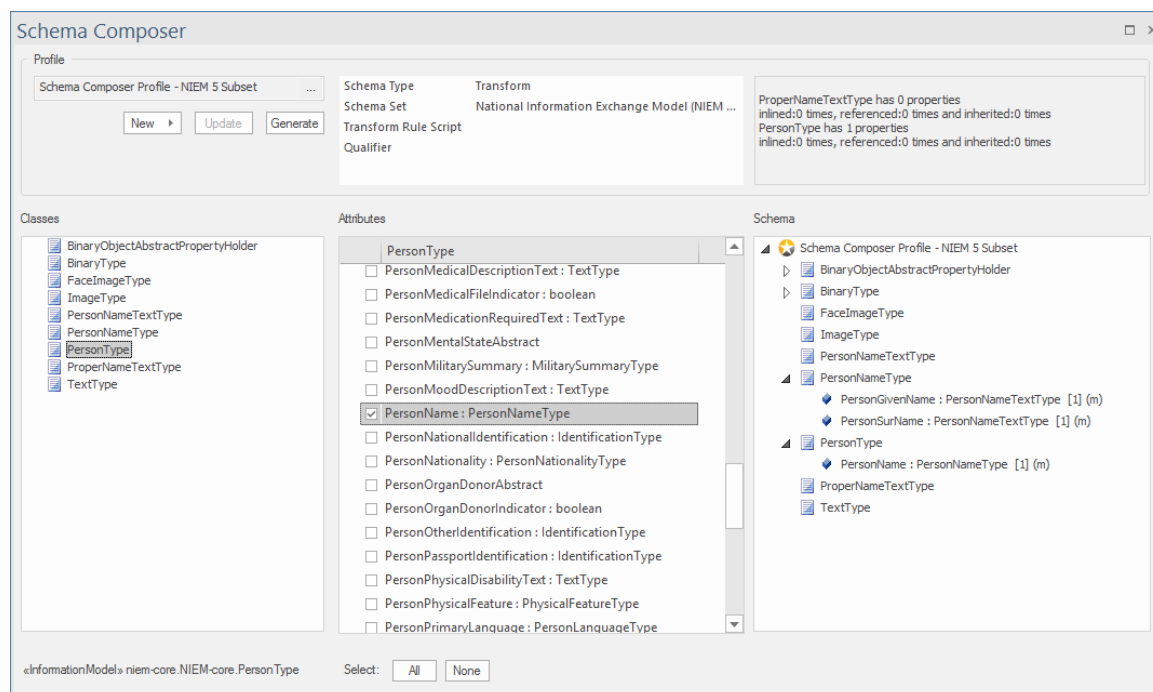 Schema Composer
Profile
Schema Composer Profile - NIEM 5 Subset ...
New Update Generate
Schema Type Transform
Schema Set National Information Exchange Model (NIEM ...
Transform Rule Script
Qualifier
ProperNameTextType has 0 properties
inlined:0 times, referenced:0 times and inherited:0 times
PersonType has 1 properties
inlined:0 times, referenced:0 times and inherited:0 times
Classes
BinaryObjectAbstractPropertyHolder
BinaryType
FaceImageType
ImageType
PersonNameTextType
PersonNameType
PersonType
ProperNameTextType
TextType
Attributes
PersonType
PersonMedicalDescriptionText : TextType
PersonMedicalFileIndicator : boolean
PersonMedicationRequiredText : TextType
PersonMentalStateAbstract
PersonMilitarySummary : MilitarySummaryType
PersonMoodDescriptionText : TextType
PersonName : PersonNameType
PersonNationalIdentification : IdentificationType
PersonNationality : PersonNationalityType
PersonOrganDonorAbstract
PersonOrganDonorIndicator : boolean
PersonOtherIdentification : IdentificationType
PersonPassportIdentification : IdentificationType
PersonPhysicalDisabilityText : TextType
PersonPhysicalFeature : PhysicalFeatureType
PersonPrimaryLanguage : PersonLanguageType
Schema
Schema Composer Profile - NIEM 5 Subset
BinaryObjectAbstractPropertyHolder
BinaryType
FaceImageType
ImageType
PersonNameTextType
PersonNameType
PersonGivenName : PersonNameTextType [1] (m)
PersonSurName : PersonNameTextType [1] (m)
PersonType
PersonName : PersonNameType [1] (m)
ProperNameTextType
TextType
«InformationModel» niem-core.NIEM-core.PersonType
Select: All None